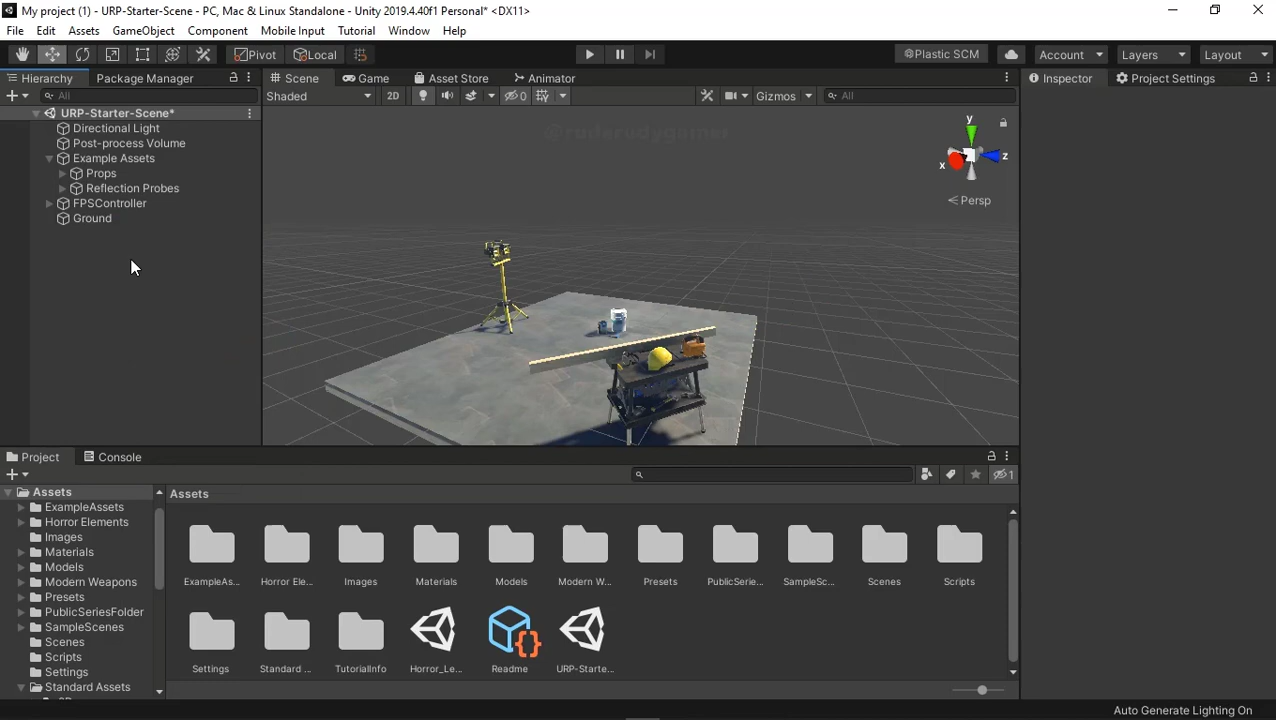 My project (1) - URP-Starter-Scene - PC, Mac & Linux Standalone - Unity 2019.4.40f1 Personal* <DX11>
File Edit Assets GameObject Component Mobile Input Tutorial Window Help
Pivot Local Plastic SCM Account Layers Layout
Hierarchy Package Manager Scene Game Asset Store Animator Inspector Project Settings
All Shaded 2D 0 Gizmos All
URP-Starter-Scene*
Directional Light
Post-process Volume
@ruderudygamer
Example Assets
Props
Reflection Probes
FPSController
Ground
y
x z
Persp
Project Console
1
Assets
Assets
ExampleAssets
Horror Elements
Images
Materials
Models
Modern Weapons
Presets
PublicSeriesFolder
SampleScenes
Scenes
Scripts
Settings
Standard Assets
ExampleAs... Horror Ele... Images Materials Models Modern W... Presets PublicSerie... SampleSc... Scenes Scripts
Settings Standard ... TutorialInfo Horror_Le... Readme URP-Starte...
Auto Generate Lighting On